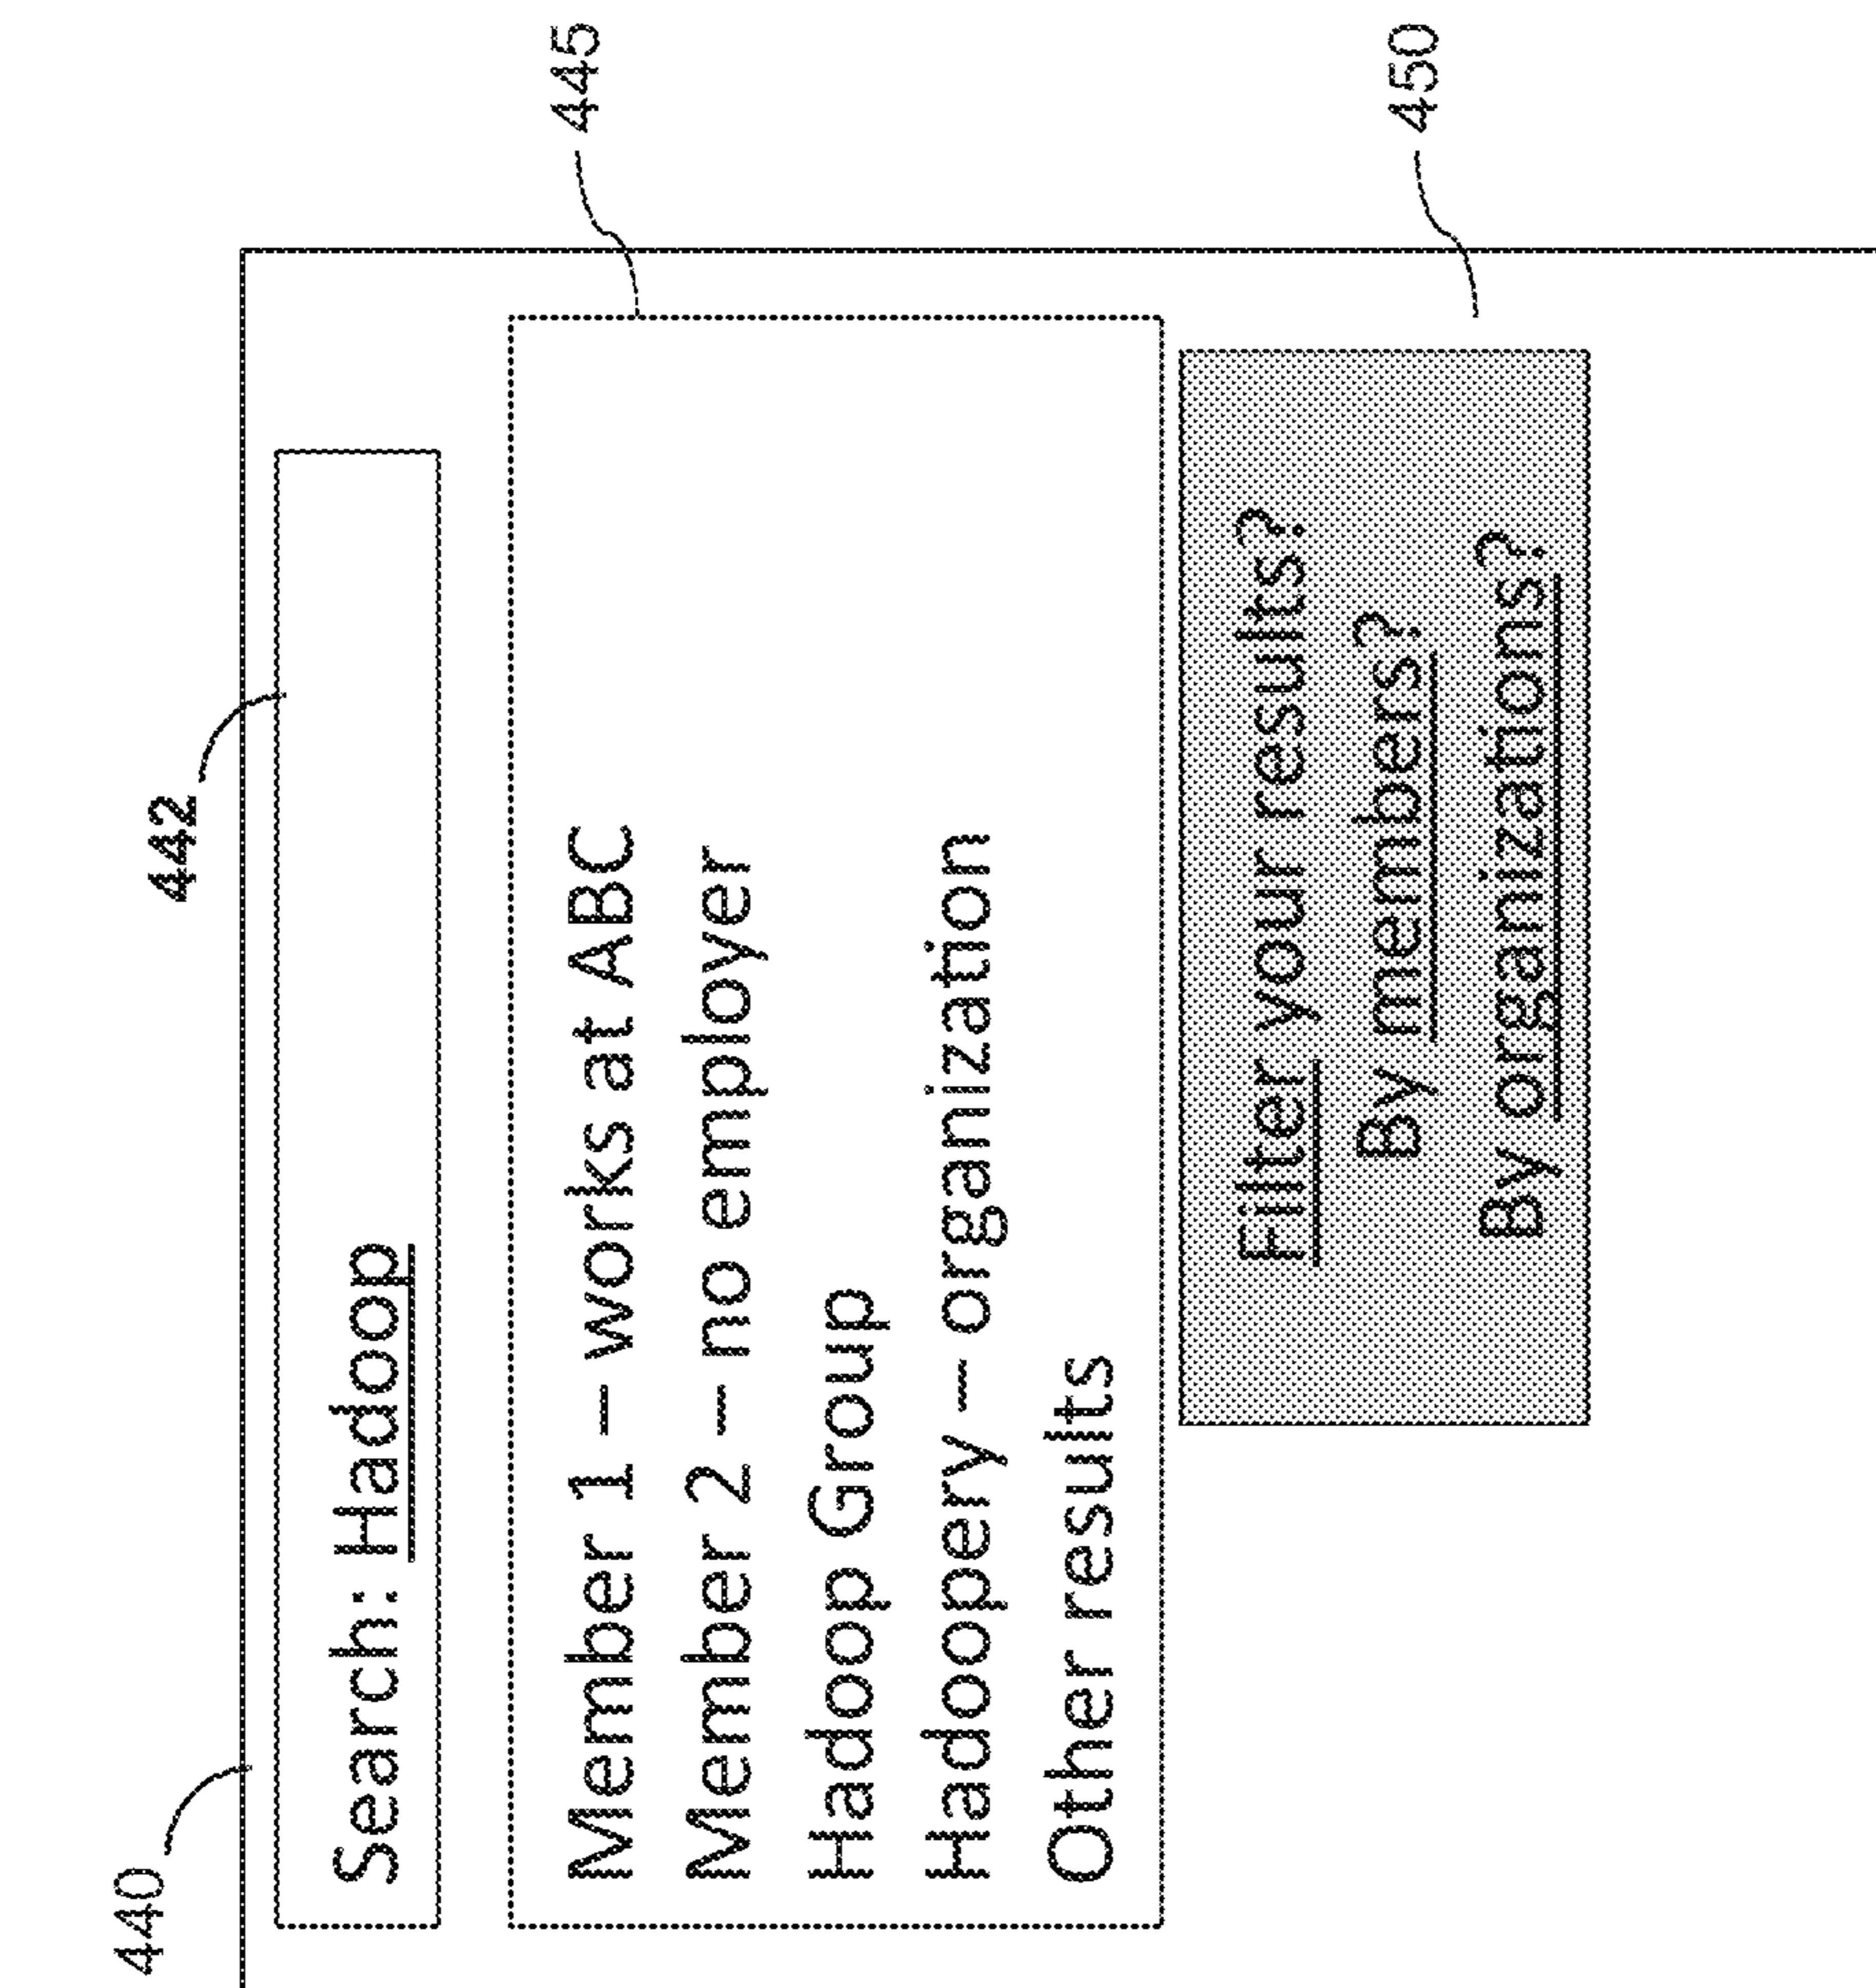 440
442
Search: Hadoop
445
Member 1 – works at ABC
Member 2 – no employer
Hadoop Group
Hadoopery – organization
Other results
450
Filter your results?
By members?
By organizations?